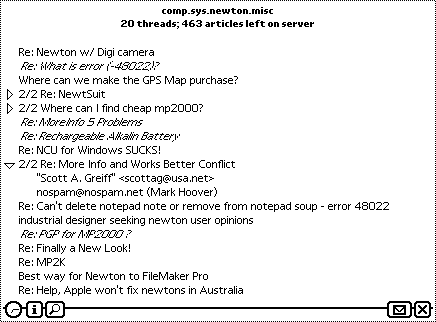 comp.sys.newton.misc
20 threads; 463 articles left on server
Re: Newton w/ Digi camera
Re: What is error (-48022)?
Where can we make the GPS Map purchase?
2/2 Re: NewtSuit
2/2 Where can I find cheap mp2000?
Re: MoreInfo 5 Problems
Re: Rechargeable Alkalin Battery
Re: NCU for Windows SUCKS!
2/2 Re: More Info and Works Better Conflict
"Scott A. Greiff" <scottag@usa.net>
nospam@nospam.net (Mark Hoover)
Re: Can't delete notepad note or remove from notepad soup - error 48022
industrial designer seeking newton user opinions
Re: PGP for MP2000 ?
Re: Finally a New Look!
Re: MP2K
Best way for Newton to FileMaker Pro
Re: Help, Apple won't fix newtons in Australia